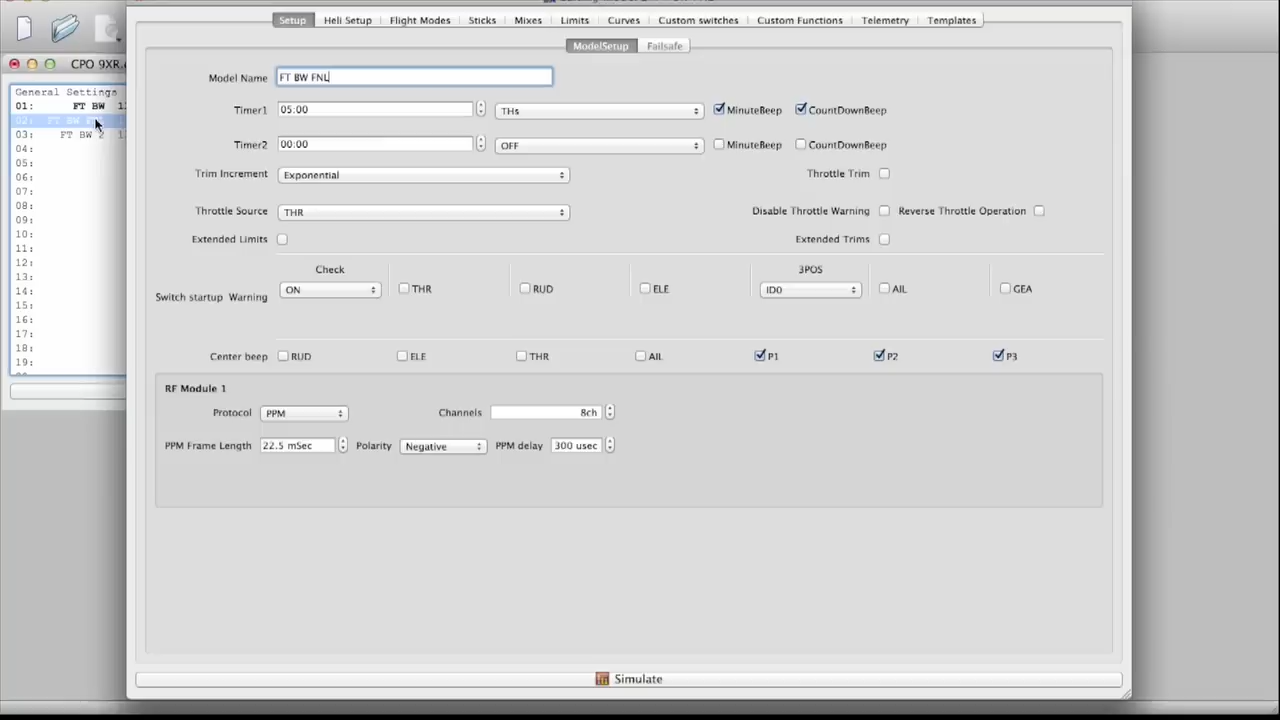 Setup Heli Setup Flight Modes Sticks Mixes Limits Curves Custom switches Custom Functions Telemetry Templates
ModelSetup Failsafe
CPO 9XR.e
General Settings
01: FT BW 1
02: FT BW
03: FT BW 2 1
04:
05:
06:
07:
08:
09:
10:
11:
12:
13:
14:
15:
16:
17:
18:
19:
Model Name FT BW FNL
Timer1 05:00 THs MinuteBeep CountDownBeep
Timer2 00:00 OFF MinuteBeep CountDownBeep
Trim Increment Exponential Throttle Trim
Throttle Source THR Disable Throttle Warning Reverse Throttle Operation
Extended Limits Extended Trims
Check 3POS
Switch startup Warning ON THR RUD ELE ID0 AIL GEA
Center beep RUD ELE THR AIL P1 P2 P3
RF Module 1
Protocol PPM Channels 8ch
PPM Frame Length 22.5 mSec Polarity Negative PPM delay 300 usec
Simulate